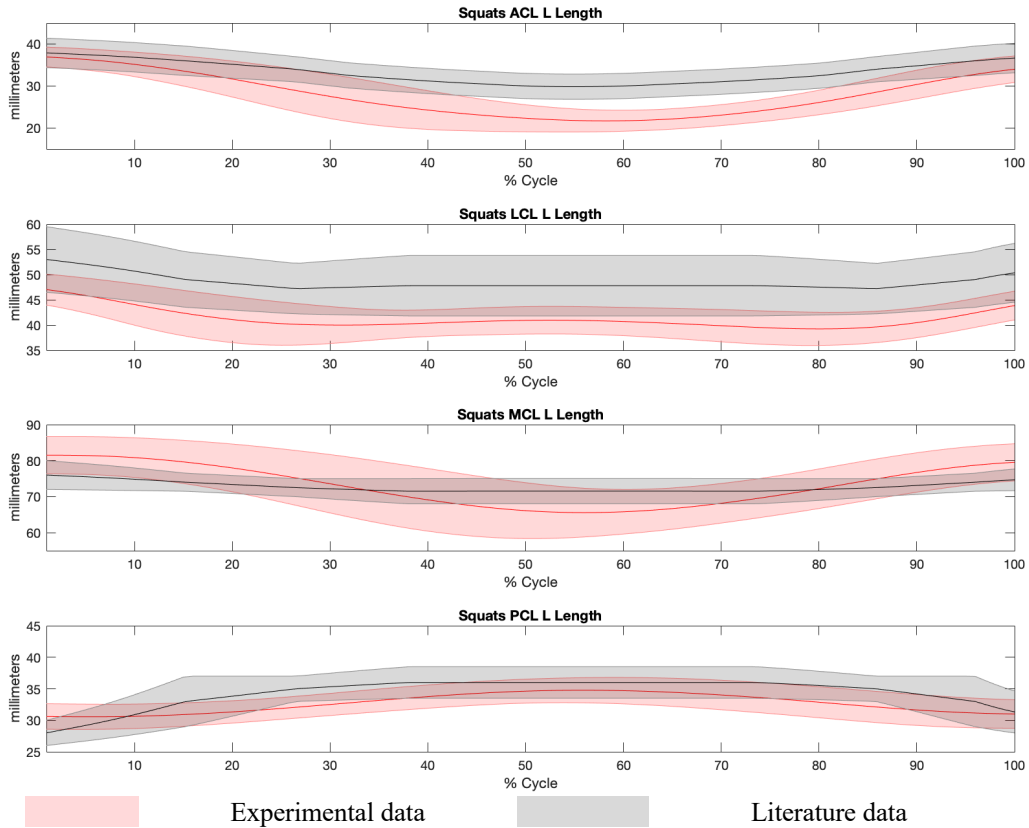 Squats ACL L Length
40
30
20
millimeters
10 20 30 40 50 60 70 80 90 100
% Cycle
Squats LCL L Length
60
55
50
45
40
35
millimeters
10 20 30 40 50 60 70 80 90 100
% Cycle
Squats MCL L Length
90
80
70
60
millimeters
10 20 30 40 50 60 70 80 90 100
% Cycle
Squats PCL L Length
45
40
35
30
25
millimeters
10 20 30 40 50 60 70 80 90 100
% Cycle
Experimental data Literature data